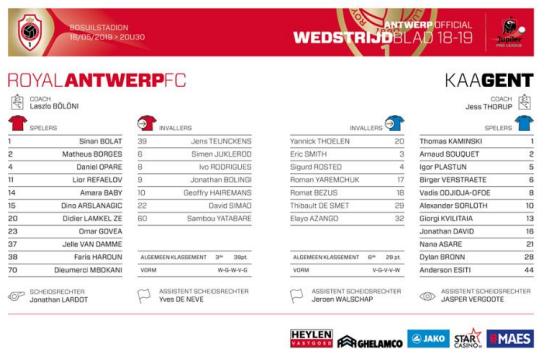 BOSUILSTADION
18/05/2019 > 20U30
ANTWERP OFFICIAL
WEDSTRIJDBLAD 18-19
Jupiler
PRO LEAGUE
ROYALANTWERPFC
KAAGENT
COACH
Laszlo BÖLÖNI
COACH
Jess THORUP
SPELERS
INVALLERS
INVALLERS
SPELERS
1 Sinan BOLAT
2 Matheus BORGES
4 Daniel OPARE
11 Lior REFAELOV
14 Amara BABY
15 Dino ARSLANAGIC
20 Didier LAMKEL ZE
23 Omar GOVEA
37 Jelle VAN DAMME
38 Faris HAROUN
70 Dieumerci MBOKANI
39 Jens TEUNCKENS
6 Simen JUKLEROD
8 Ivo RODRIGUES
9 Jonathan BOLINGI
10 Geoffry HAIREMANS
22 David SIMAO
60 Sambou YATABARE
ALGEMEEN KLASSEMENT 3de 39pt.
VORM W-G-W-V-G
Yannick THOELEN 20
Eric SMITH 3
Sigurd ROSTED 4
Roman YAREMCHUK 17
Romat BEZUS 18
Thibault DE SMET 29
Elayo AZANGO 32
ALGEMEEN KLASSEMENT 6de 29 pt.
VORM V-G-V-V-W
Thomas KAMINSKI 1
Arnaud SOUQUET 2
Igor PLASTUN 5
Birger VERSTRAETE 6
Vadis ODJIDJA-OFOE 8
Alexander SORLOTH 10
Giorgi KVILITAIA 13
Jonathan DAVID 16
Nana ASARE 21
Dylan BRONN 28
Anderson ESITI 44
SCHEIDSRECHTER
Jonathan LARDOT
ASSISTENT SCHEIDSRECHTER
Yves DE NEVE
ASSISTENT SCHEIDSRECHTER
Jeroen WALSCHAP
ASSISTENT SCHEIDSRECHTER
JASPER VERGOOTE
HEYLEN
VASTGOED
GHELAMCO
JAKO
STAR
CASINO
MAES